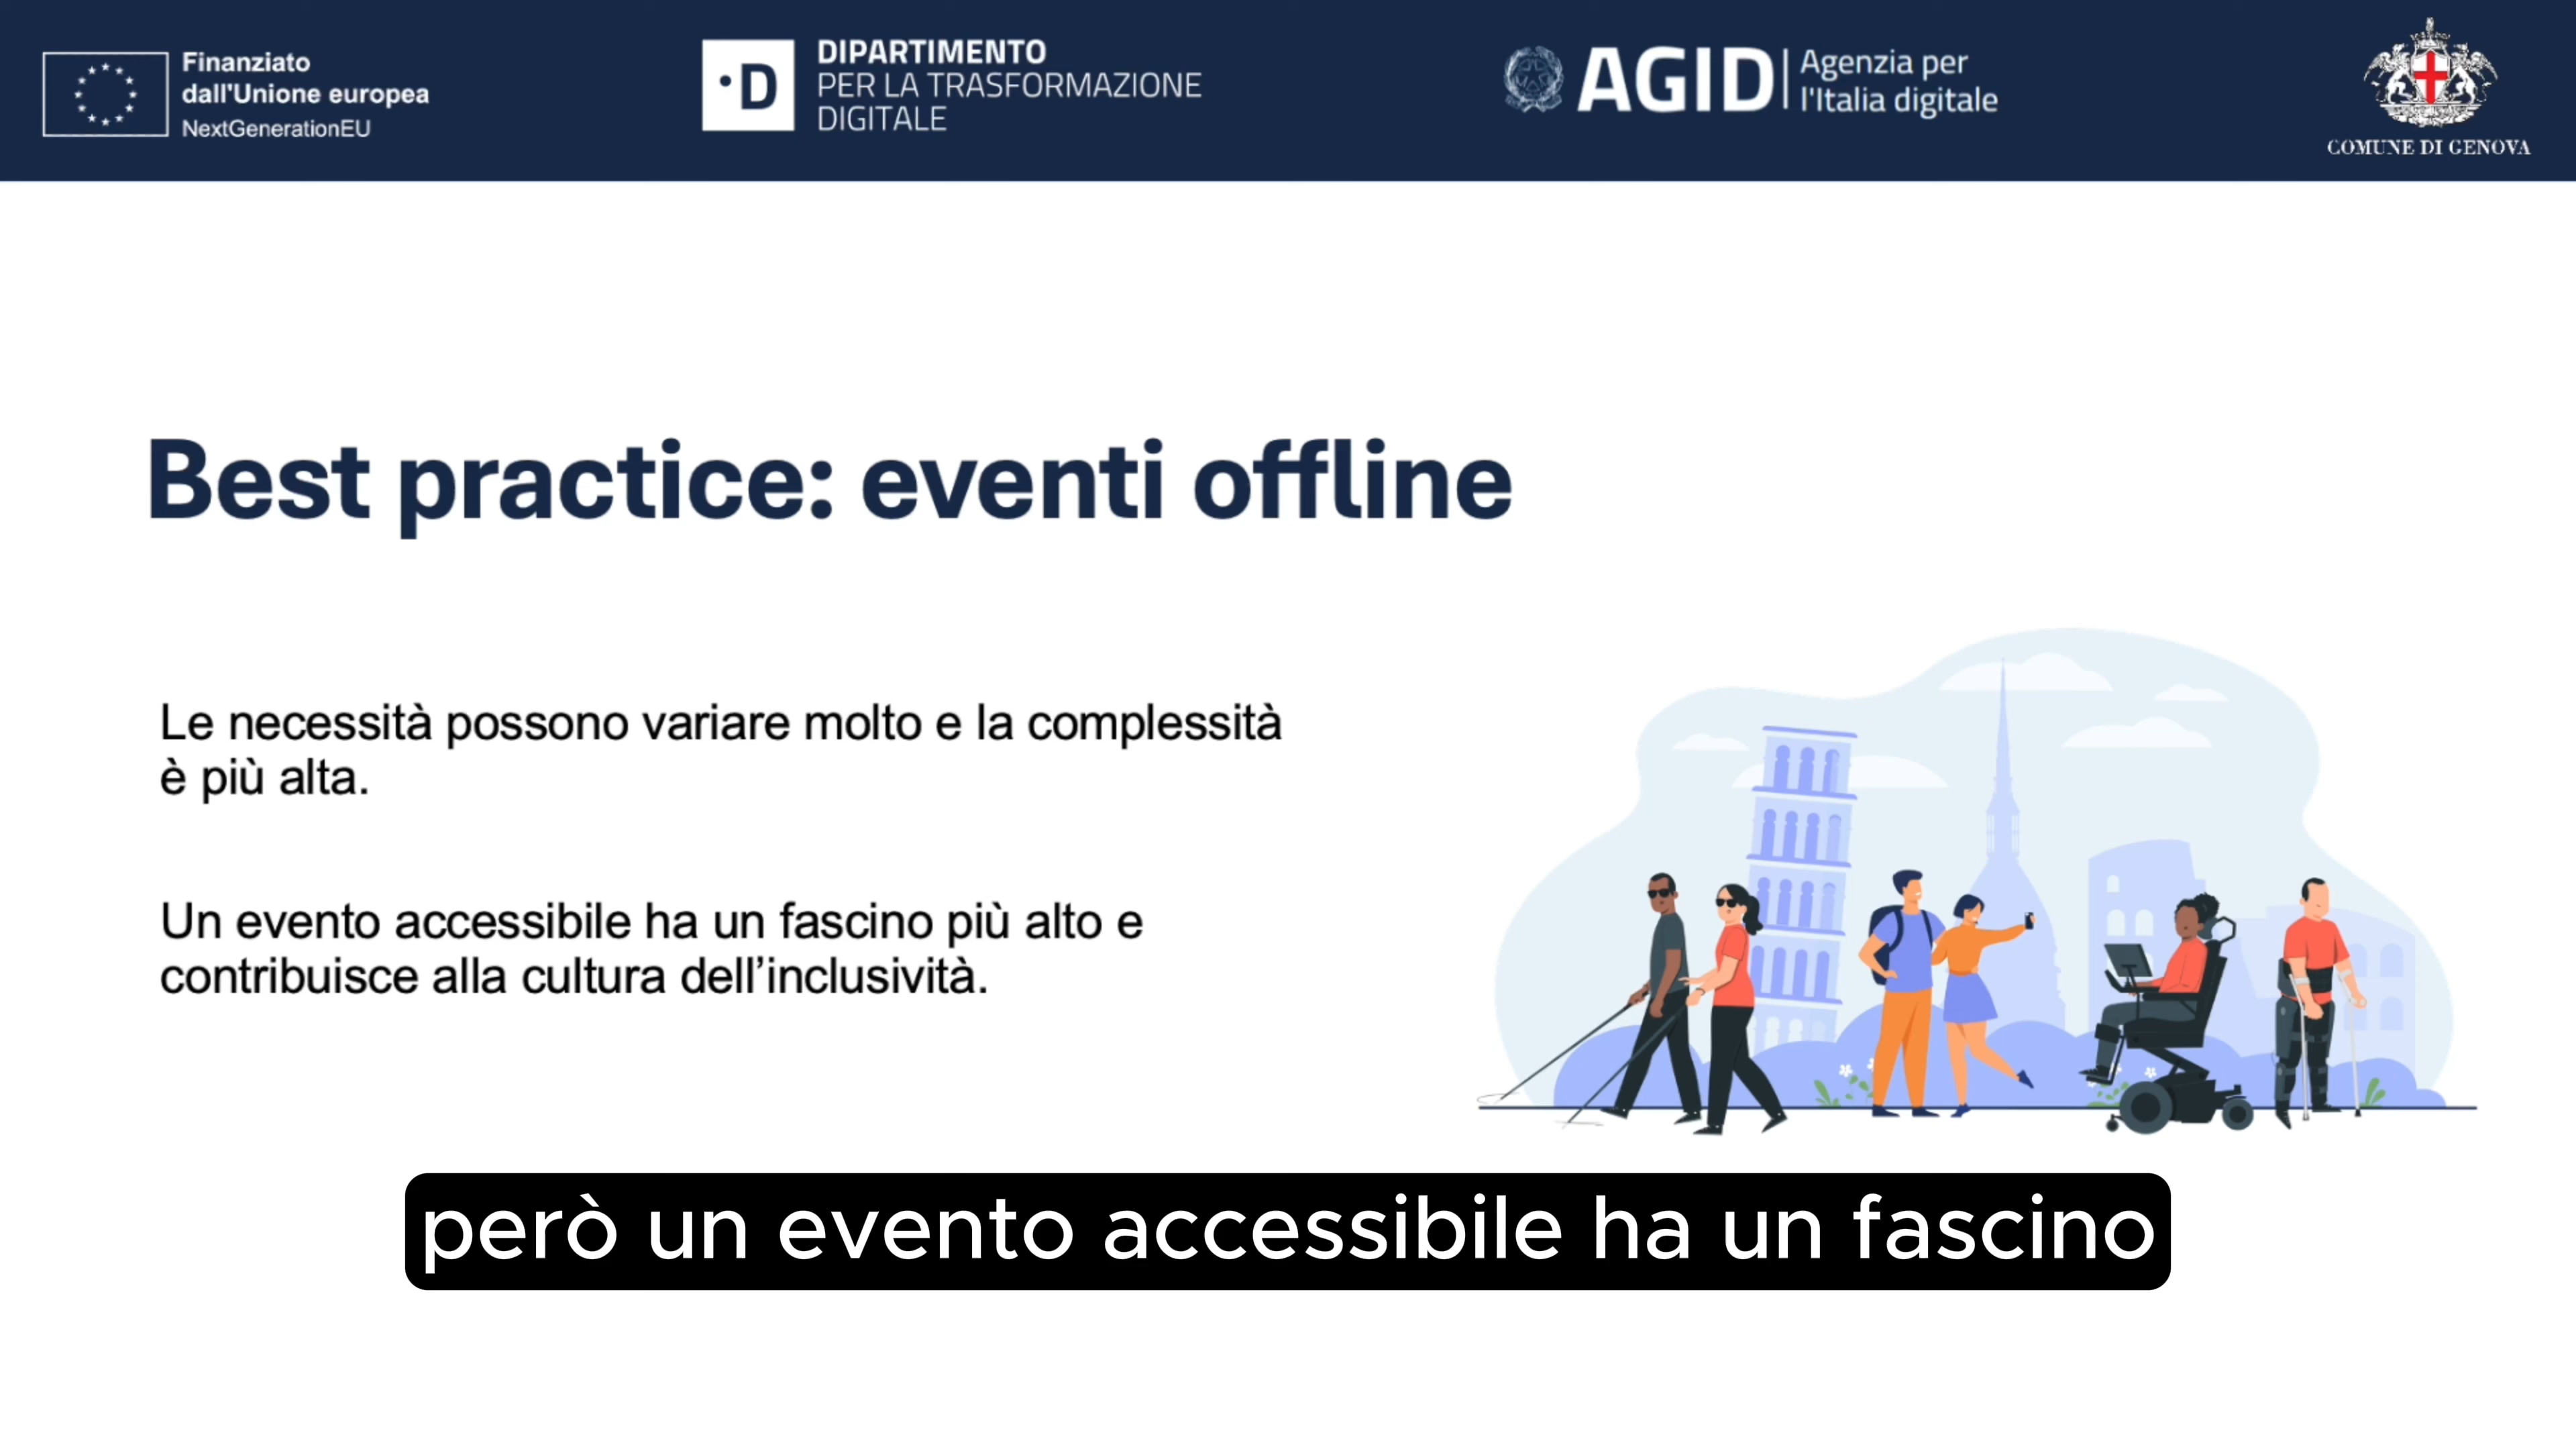 Finanziato
dall'Unione europea
NextGenerationEU
·D
DIPARTIMENTO
PER LA TRASFORMAZIONE
DIGITALE
AGID
Agenzia per
l'Italia digitale
COMUNE DI GENOVA
Best practice: eventi offline
Le necessità possono variare molto e la complessità
è più alta.
Un evento accessibile ha un fascino più alto e
contribuisce alla cultura dell’inclusività.
però un evento accessibile ha un fascino